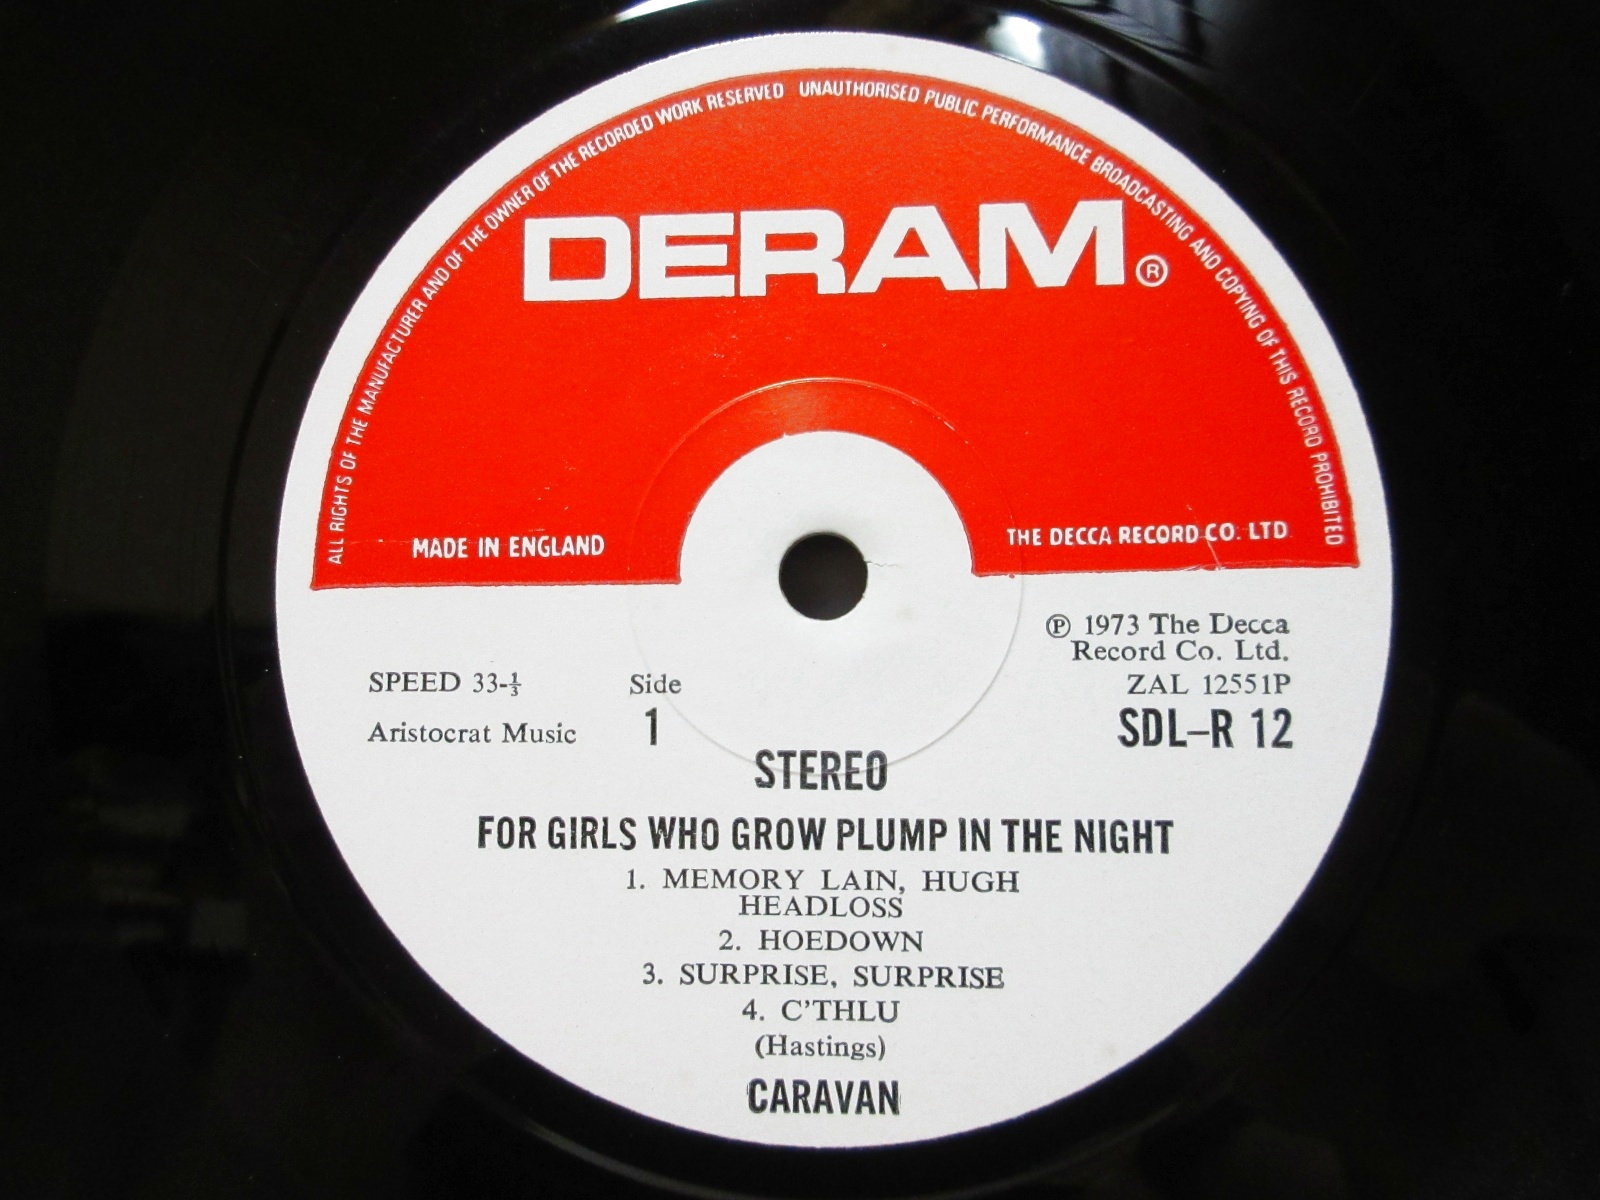 ALL RIGHTS OF THE MANUFACTURER AND OF THE OWNER OF THE RECORDED WORK RESERVED UNAUTHORISED PUBLIC PERFORMANCE BROADCASTING AND COPYING OF THIS RECORD PROHIBITED
DERAM®
MADE IN ENGLAND
THE DECCA RECORD CO. LTD.
℗ 1973 The Decca
Record Co. Ltd.
SPEED 33-⅓
Side
ZAL 12551P
Aristocrat Music
1
SDL–R 12
STEREO
FOR GIRLS WHO GROW PLUMP IN THE NIGHT
1. MEMORY LAIN, HUGH
HEADLOSS
2. HOEDOWN
3. SURPRISE, SURPRISE
4. C'THLU
(Hastings)
CARAVAN